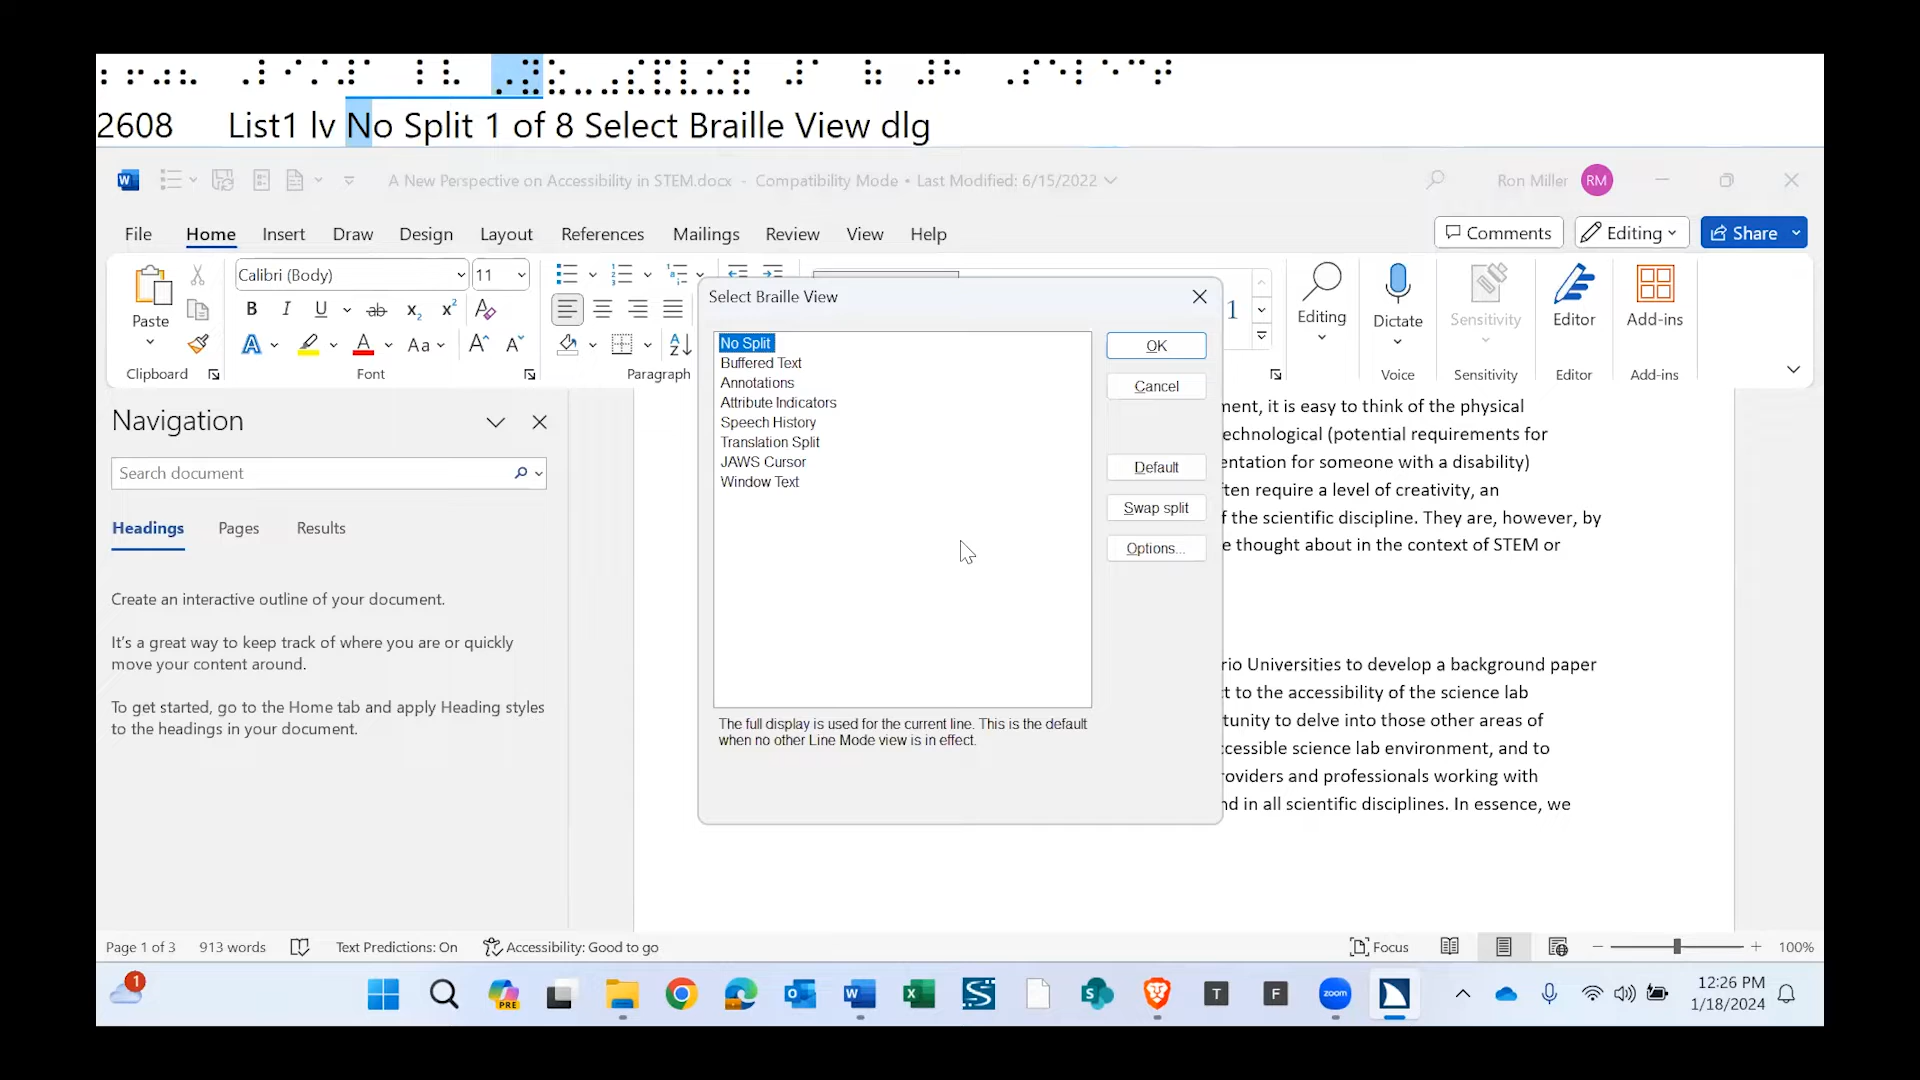 2608 List1 lv No Split 1 of 8 Select Braille View dlg
A New Perspective on Accessibility in STEM.docx - Compatibility Mode • Last Modified: 6/15/2022
Ron Miller RM
File Home Insert Draw Design Layout References Mailings Review View Help
Comments Editing Share
Calibri (Body) 11
Paste
Clipboard Font Paragraph
1
Editing
Dictate
Sensitivity
Editor
Add-ins
Voice Sensitivity Editor Add-ins
Navigation
Search document
Headings Pages Results
Create an interactive outline of your document.
It's a great way to keep track of where you are or quickly
move your content around.
To get started, go to the Home tab and apply Heading styles
to the headings in your document.
Select Braille View
No Split
Buffered Text
Annotations
Attribute Indicators
Speech History
Translation Split
JAWS Cursor
Window Text
OK
Cancel
Default
Swap split
Options...
The full display is used for the current line. This is the default
when no other Line Mode view is in effect.
it is easy to think of the physical
(potential requirements for
for someone with a disability)
require a level of creativity, an
the scientific discipline. They are, however, by
thought about in the context of STEM or
Universities to develop a background paper
to the accessibility of the science lab
to delve into those other areas of
science lab environment, and to
and professionals working with
in all scientific disciplines. In essence, we
Page 1 of 3 913 words Text Predictions: On Accessibility: Good to go
Focus 100%
1
PRE
T
F
zoom
12:26 PM
1/18/2024